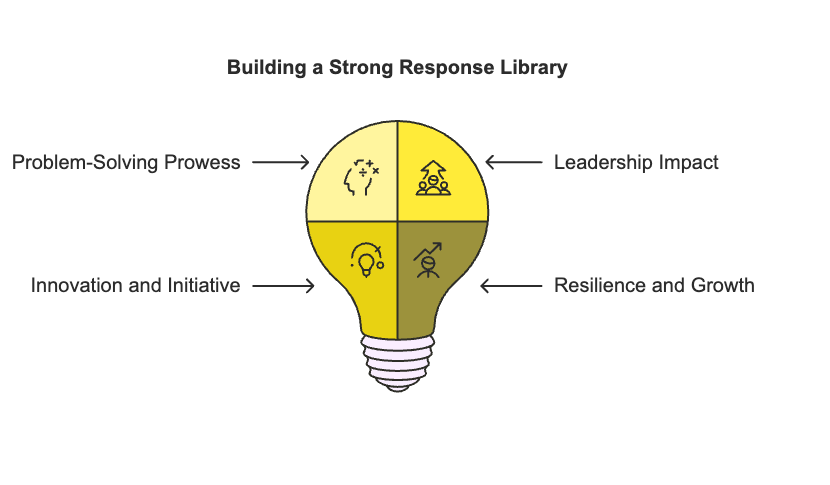 Building a Strong Response Library
Problem-Solving Prowess
Leadership Impact
Innovation and Initiative
Resilience and Growth